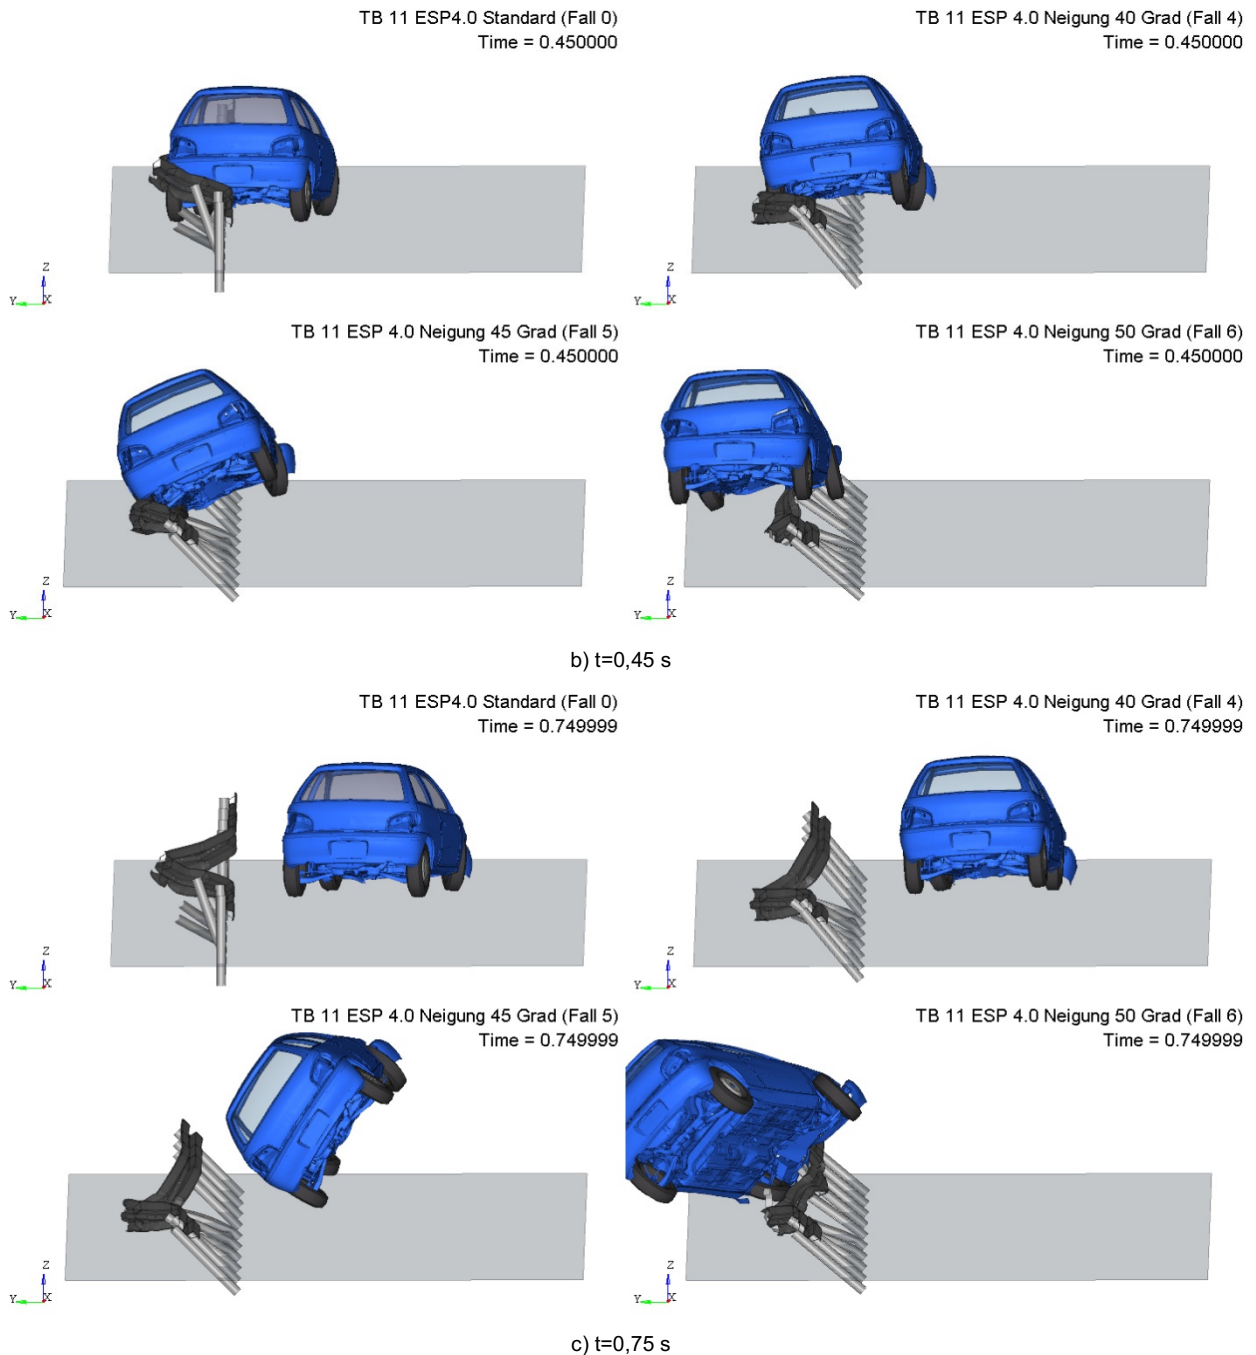 TB 11 ESP4.0 Standard (Fall 0)
Time = 0.450000
Z
Y
X
TB 11 ESP 4.0 Neigung 40 Grad (Fall 4)
Time = 0.450000
Z
Y
X
TB 11 ESP 4.0 Neigung 45 Grad (Fall 5)
Time = 0.450000
Z
Y
X
TB 11 ESP 4.0 Neigung 50 Grad (Fall 6)
Time = 0.450000
Z
Y
X
b) t=0,45 s
TB 11 ESP4.0 Standard (Fall 0)
Time = 0.749999
Z
Y
X
TB 11 ESP 4.0 Neigung 40 Grad (Fall 4)
Time = 0.749999
Z
Y
X
TB 11 ESP 4.0 Neigung 45 Grad (Fall 5)
Time = 0.749999
Z
Y
X
TB 11 ESP 4.0 Neigung 50 Grad (Fall 6)
Time = 0.749999
Z
Y
X
c) t=0,75 s